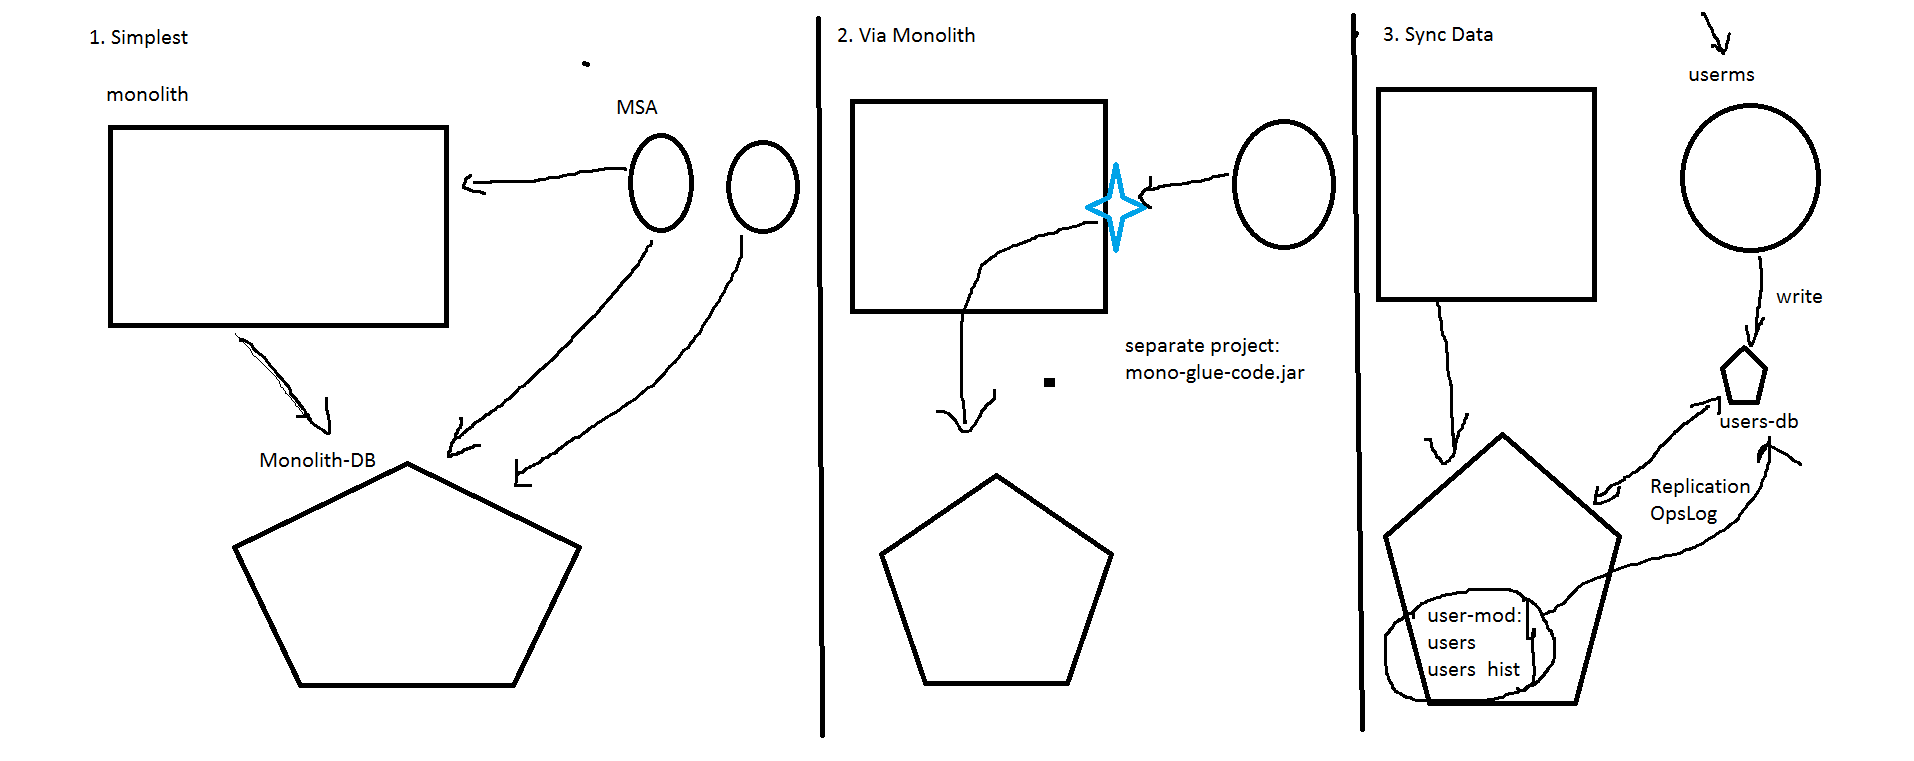 1. Simplest
monolith
MSA
Monolith-DB
2. Via Monolith
separate project:
mono-glue-code.jar
3. Sync Data
userms
write
users-db
Replication
OpsLog
user-mod:
users
users hist